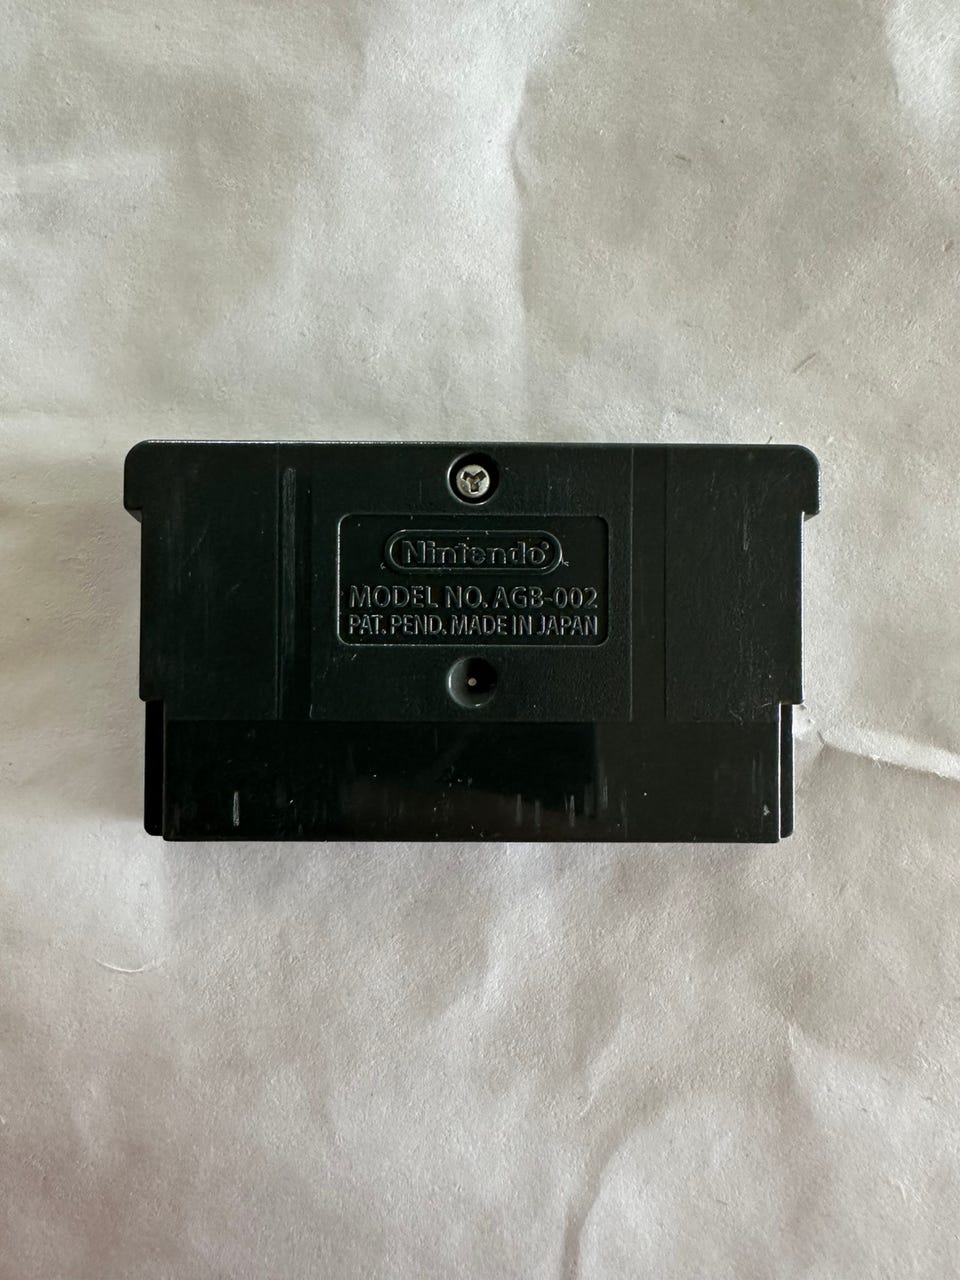 Nintendo®
MODEL NO. AGB-002
PAT. PEND. MADE IN JAPAN